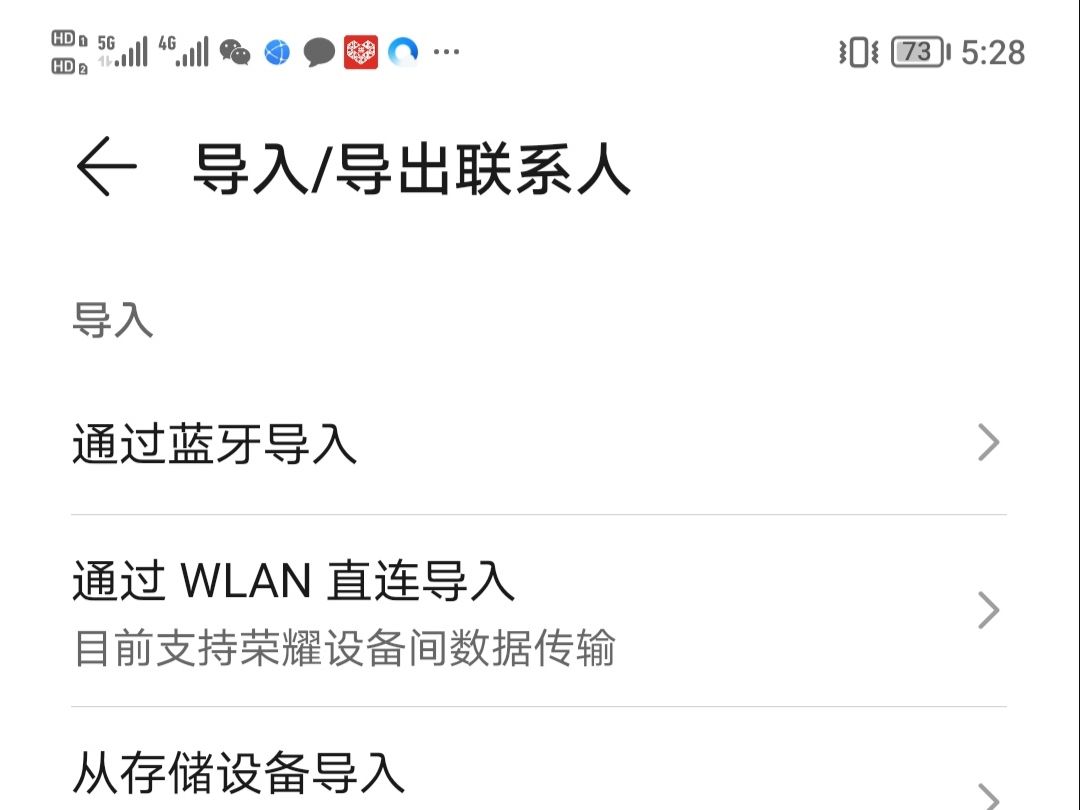 HD 1 5G 4G 73 5:28
HD 2
导入/导出联系人
导入
通过蓝牙导入
通过 WLAN 直连导入
目前支持荣耀设备间数据传输
从存储设备导入